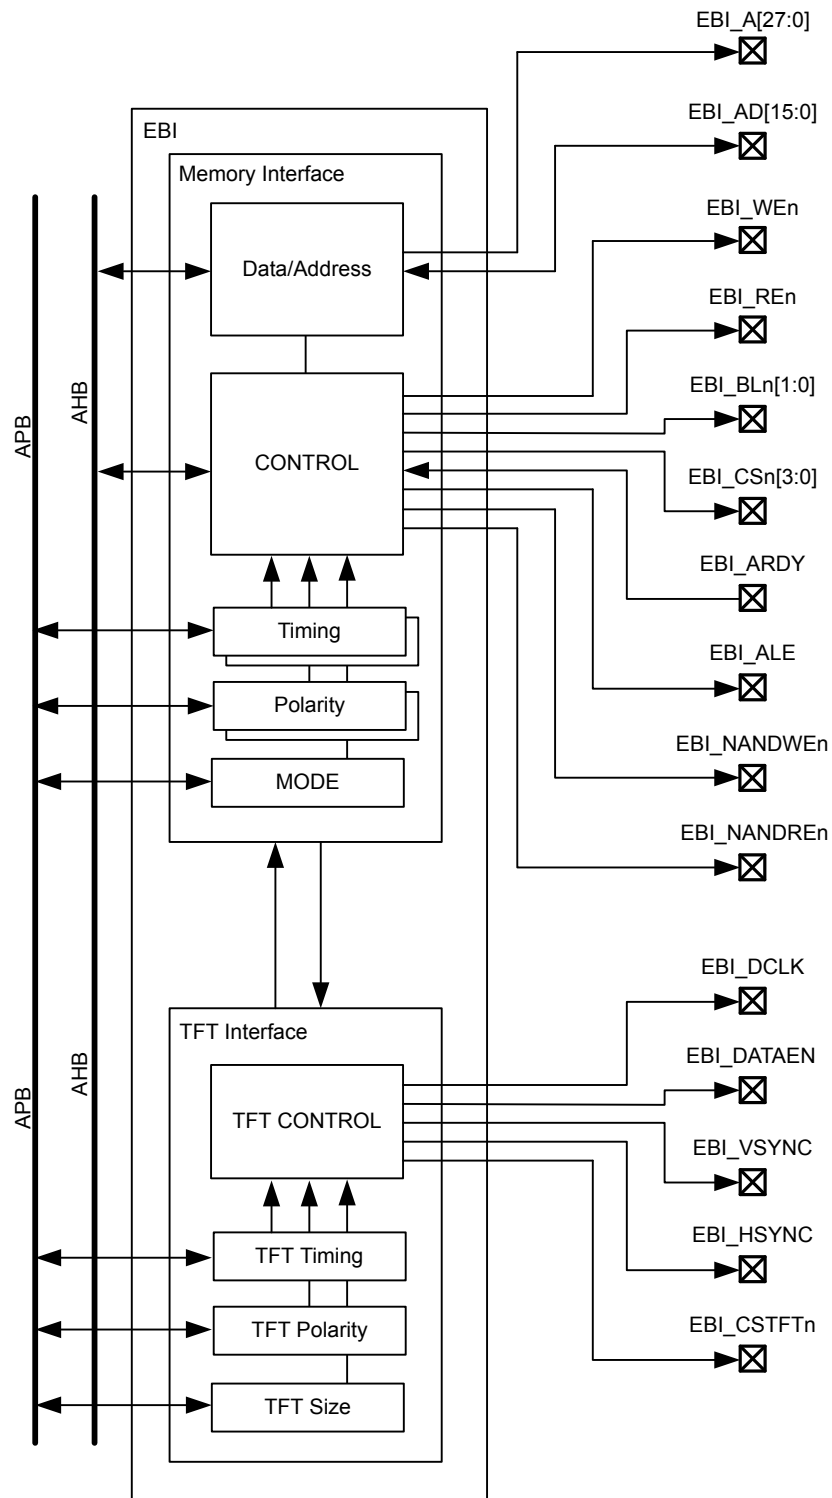 EBI_A[27:0]
EBI_AD[15:0]
EBI
Memory Interface
EBI_WEn
Data/Address
EBI_REn
EBI_BLn[1:0]
APB
AHB
CONTROL
EBI_CSn[3:0]
EBI_ARDY
Timing
EBI_ALE
Polarity
EBI_NANDWEn
MODE
EBI_NANDREn
EBI_DCLK
TFT Interface
EBI_DATAEN
APB
AHB
TFT CONTROL
EBI_VSYNC
EBI_HSYNC
TFT Timing
EBI_CSTFTn
TFT Polarity
TFT Size